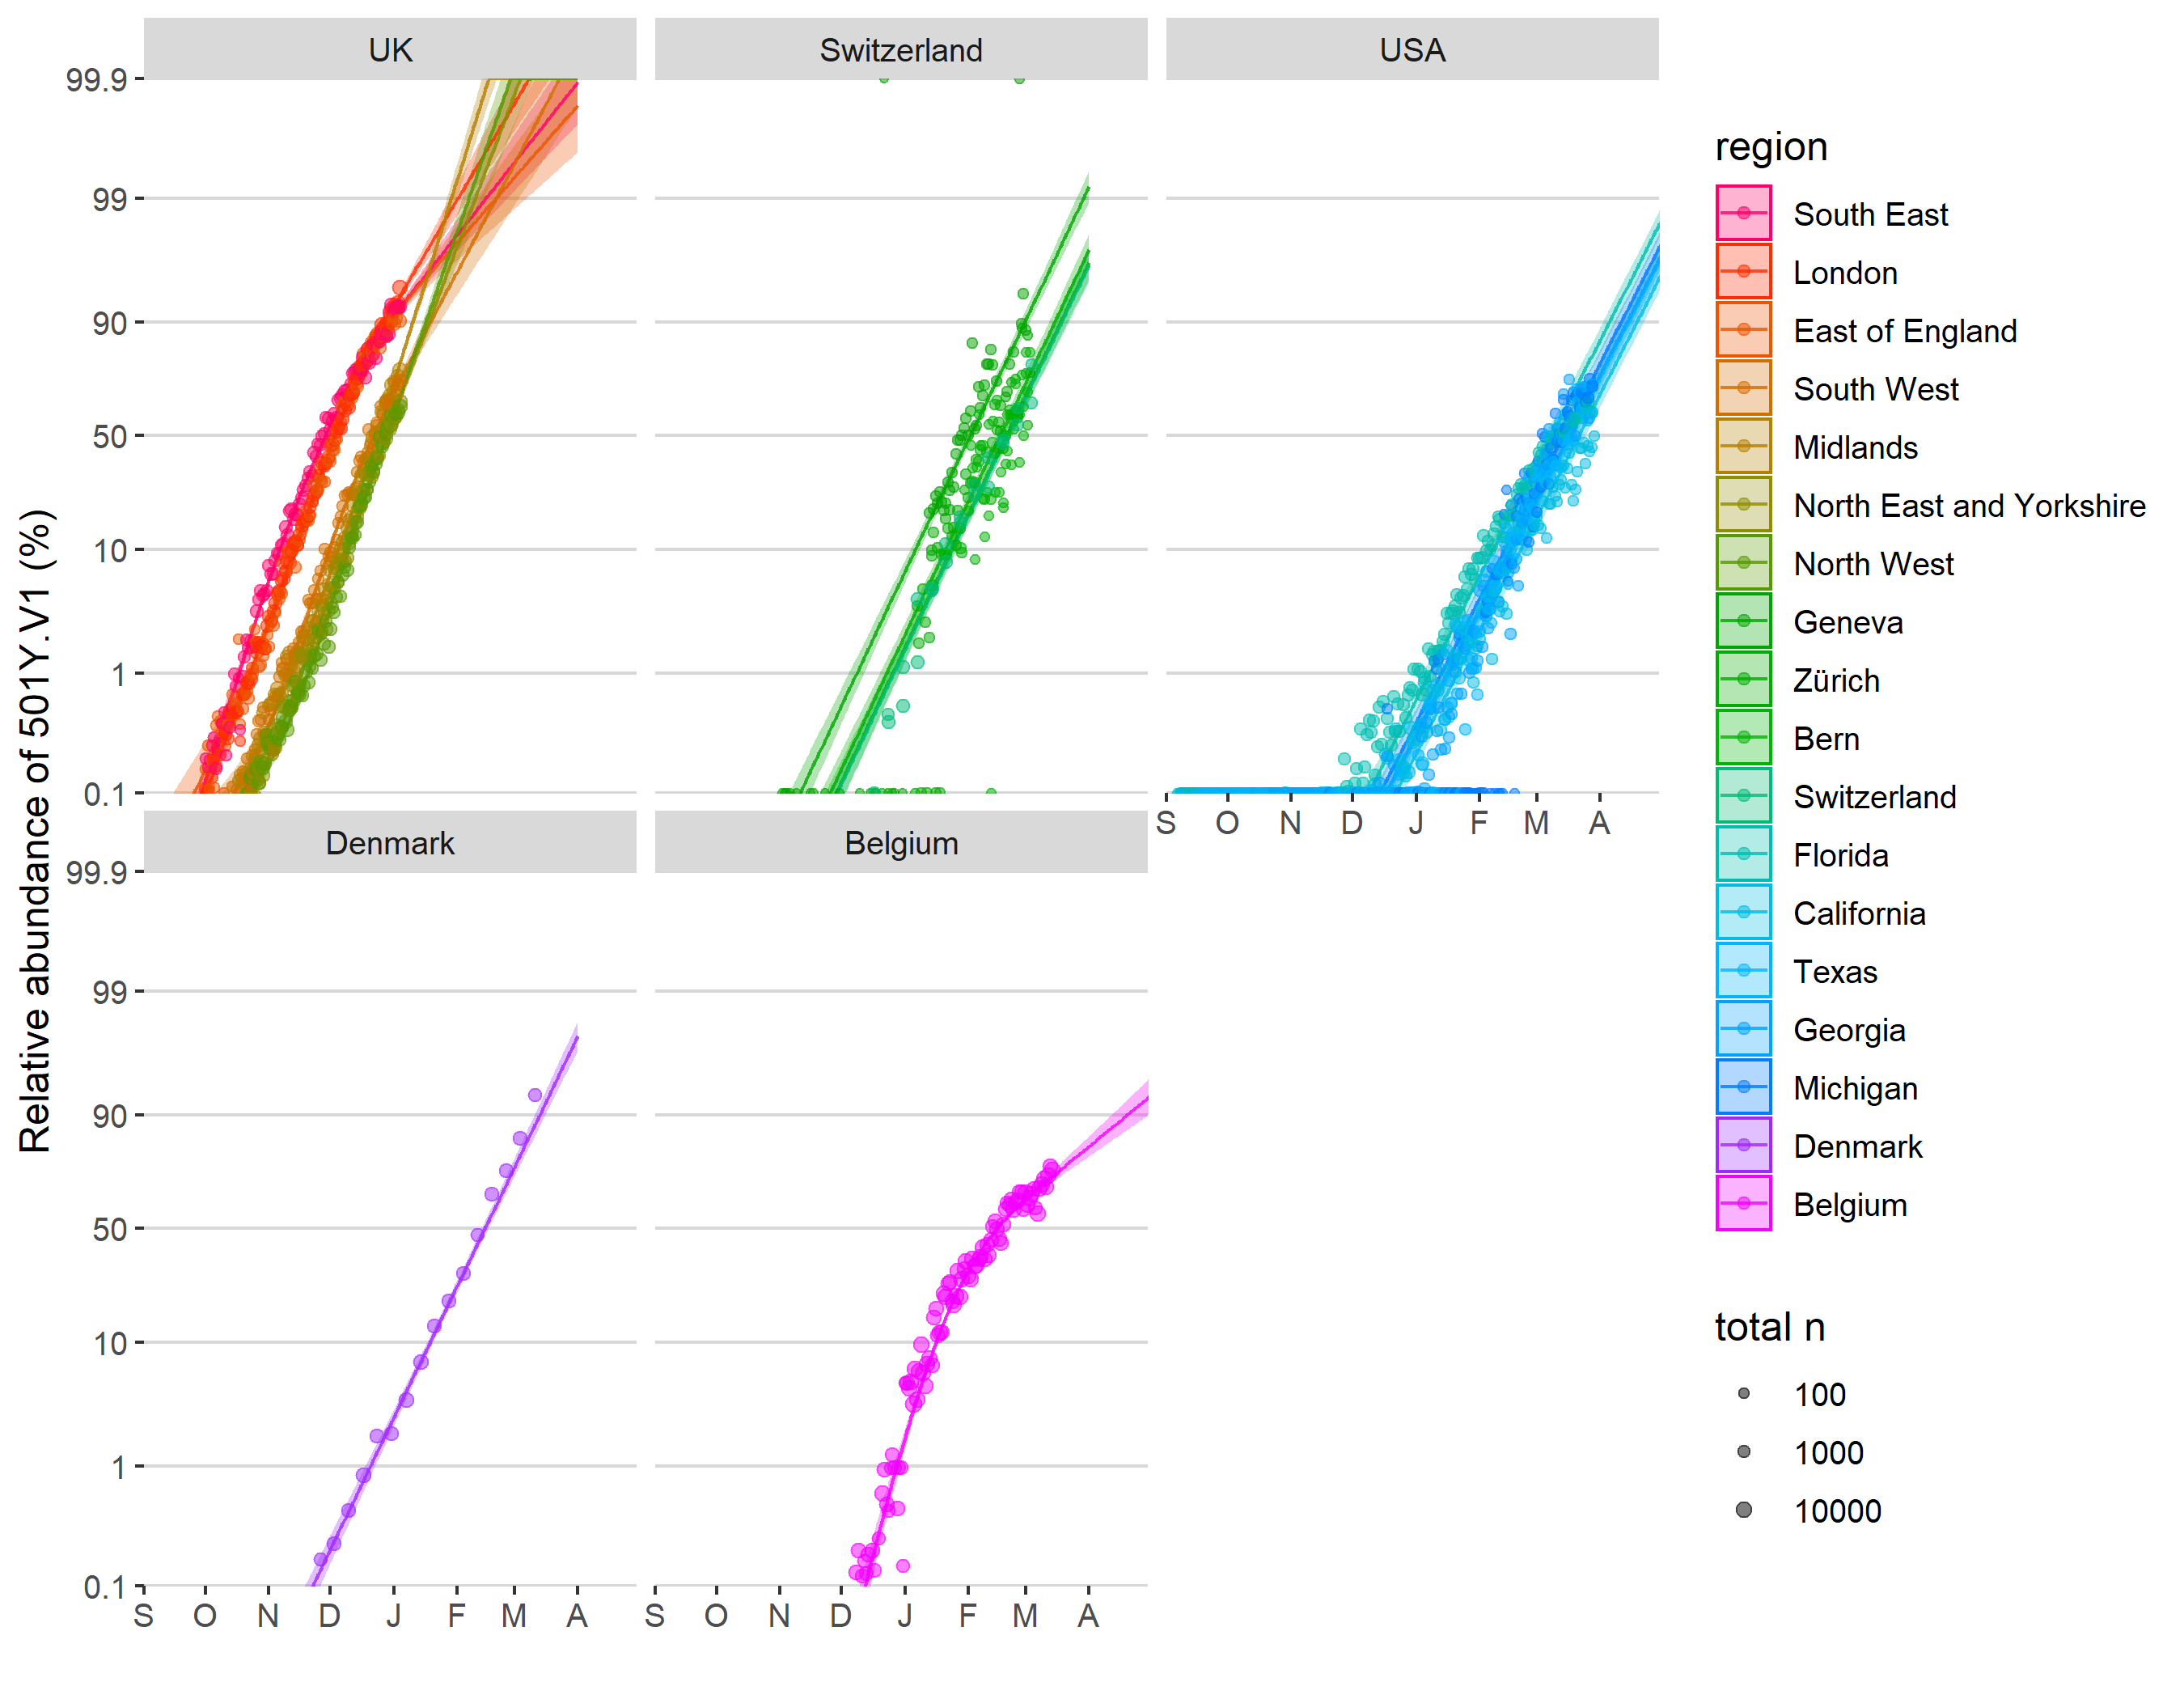 UK
Switzerland
USA
99.9
99
90
50
10
1
0.1
S O N D J F M A
Denmark
Belgium
99.9
99
90
50
10
1
0.1
S O N D J F M A
S O N D J F M A
Relative abundance of 501Y.V1 (%)
region
South East
London
East of England
South West
Midlands
North East and Yorkshire
North West
Geneva
Zürich
Bern
Switzerland
Florida
California
Texas
Georgia
Michigan
Denmark
Belgium
total n
100
1000
10000